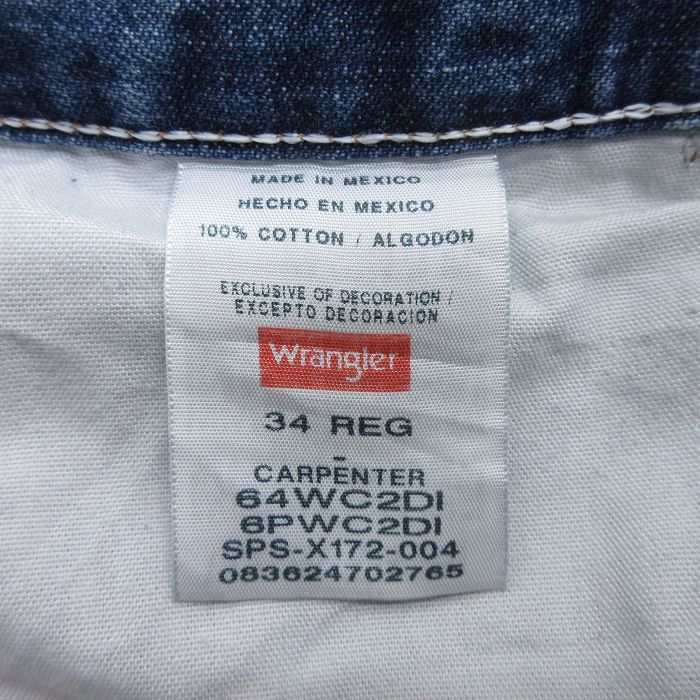 MADE IN MEXICO
HECHO EN MEXICO
100% COTTON / ALGODON
EXCLUSIVE OF DECORATION /
EXCEPTO DECORACION
Wrangler
34 REG
-
CARPENTER
64WC2DI
6PWC2DI
SPS-X172-004
083624702765